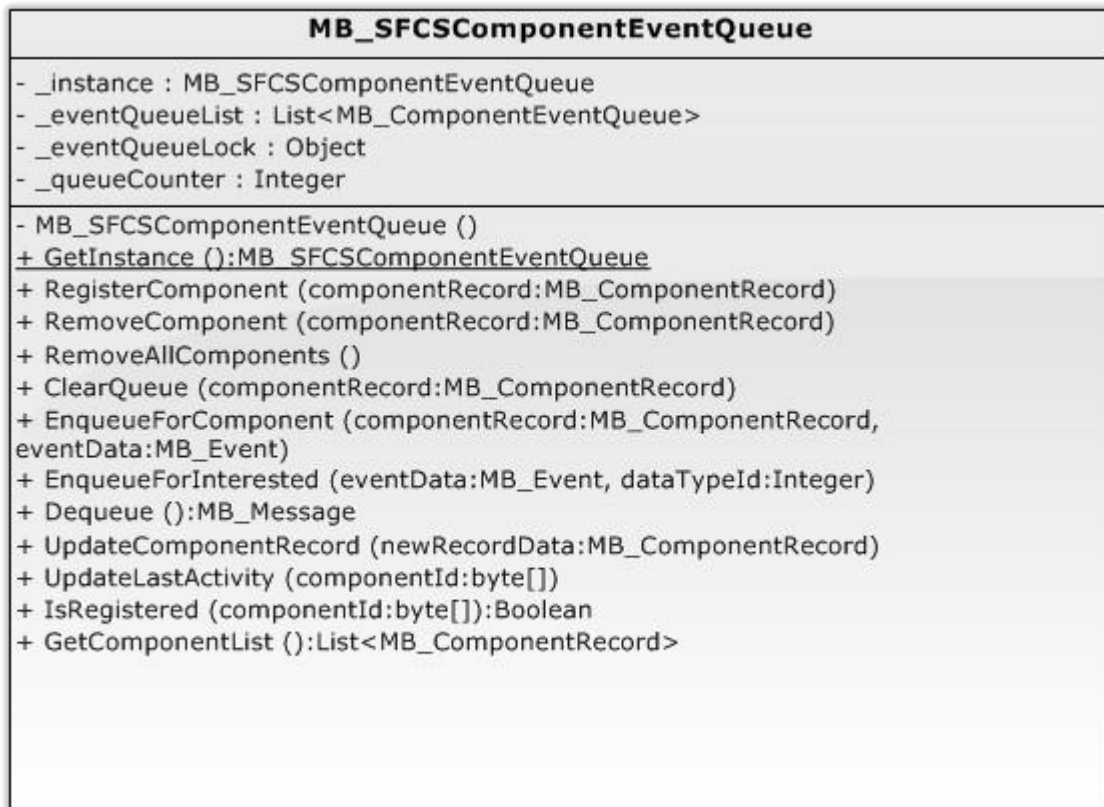 MB_SFCSComponentEventQueue
- _instance : MB_SFCSComponentEventQueue
- _eventQueueList : List<MB_ComponentEventQueue>
- _eventQueueLock : Object
- _queueCounter : Integer
- MB_SFCSComponentEventQueue ()
+ GetInstance ():MB_SFCSComponentEventQueue
+ RegisterComponent (componentRecord:MB_ComponentRecord)
+ RemoveComponent (componentRecord:MB_ComponentRecord)
+ RemoveAllComponents ()
+ ClearQueue (componentRecord:MB_ComponentRecord)
+ EnqueueForComponent (componentRecord:MB_ComponentRecord,
eventData:MB_Event)
+ EnqueueForInterested (eventData:MB_Event, dataTypeId:Integer)
+ Dequeue ():MB_Message
+ UpdateComponentRecord (newRecordData:MB_ComponentRecord)
+ UpdateLastActivity (componentId:byte[])
+ IsRegistered (componentId:byte[]):Boolean
+ GetComponentList ():List<MB_ComponentRecord>